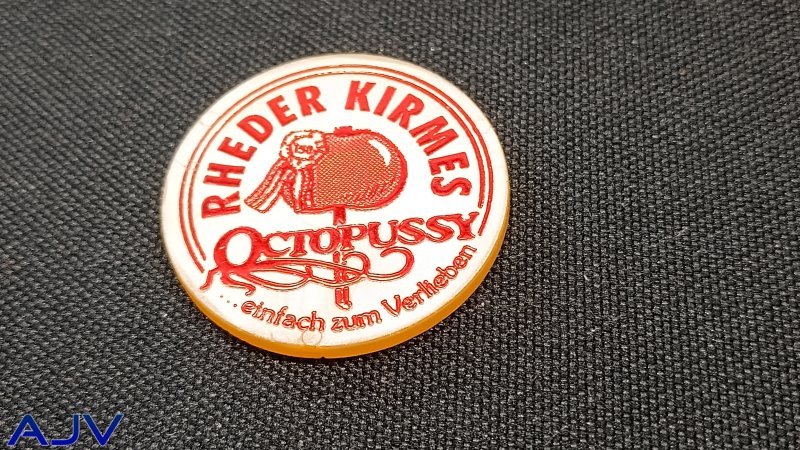 RHEDER KIRMES
OCTOPUSSY
...einfach zum Verlieben
AJV